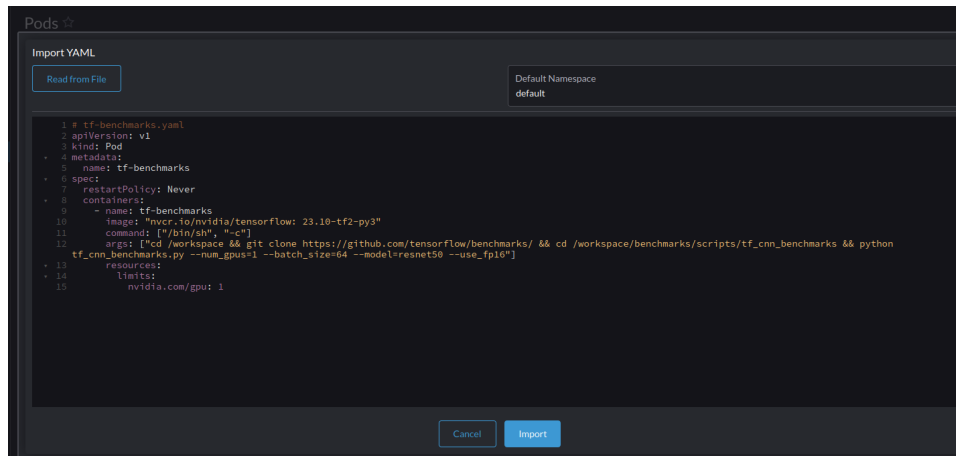 Pods
Import YAML
Read from File
Default Namespace
default
1 # tf-benchmarks.yaml
2 apiVersion: v1
3 kind: Pod
4 metadata:
5   name: tf-benchmarks
6 spec:
7   restartPolicy: Never
8   containers:
9     - name: tf-benchmarks
10       image: "nvcr.io/nvidia/tensorflow: 23.10-tf2-py3"
11       command: ["/bin/sh", "-c"]
12       args: ["cd /workspace && git clone https://github.com/tensorflow/benchmarks/ && cd /workspace/benchmarks/scripts/tf_cnn_benchmarks && python
tf_cnn_benchmarks.py --num_gpus=1 --batch_size=64 --model=resnet50 --use_fp16"]
13       resources:
14         limits:
15           nvidia.com/gpu: 1
Cancel
Import